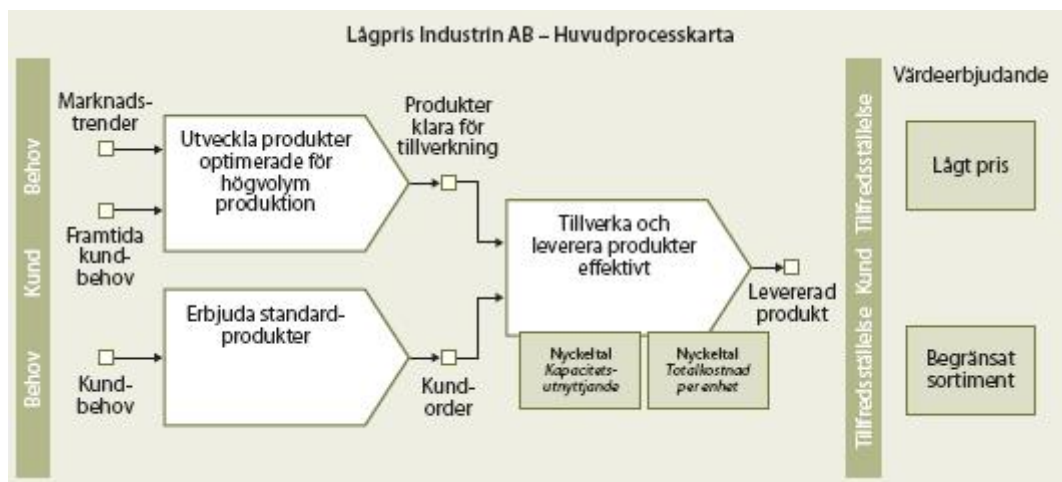 Lågpris Industrin AB – Huvudprocesskarta
Behov
Kund
Behov
Marknads-
trender
Framtida
kund-
behov
Utveckla produkter
optimerade för
högvolym
produktion
Produkter
klara för
tillverkning
Kund-
behov
Erbjuda standard-
produkter
Kund-
order
Tillverka och
leverera produkter
effektivt
Nyckeltal
Kapacitets-
utnyttjande
Nyckeltal
Totalkostnad
per enhet
Levererad
produkt
Tillfredsställelse
Kund
Tillfredsställelse
Värdeerbjudande
Lågt pris
Begränsat
sortiment